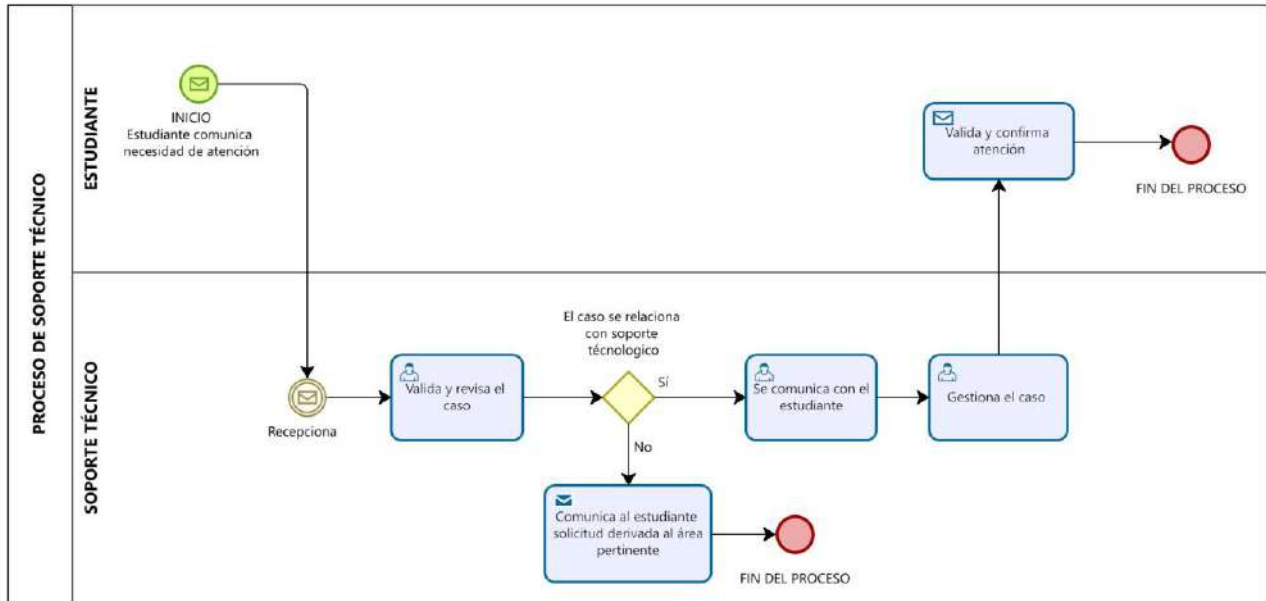 PROCESO DE SOPORTE TÉCNICO
ESTUDIANTE
INICIO
Estudiante comunica
necesidad de atención
Valida y confirma
atención
FIN DEL PROCESO
SOPORTE TÉCNICO
Recepciona
Valida y revisa el
caso
El caso se relaciona
con soporte
técnologico
Sí
No
Se comunica con el
estudiante
Gestiona el caso
Comunica al estudiante
solicitud derivada al área
pertinente
FIN DEL PROCESO